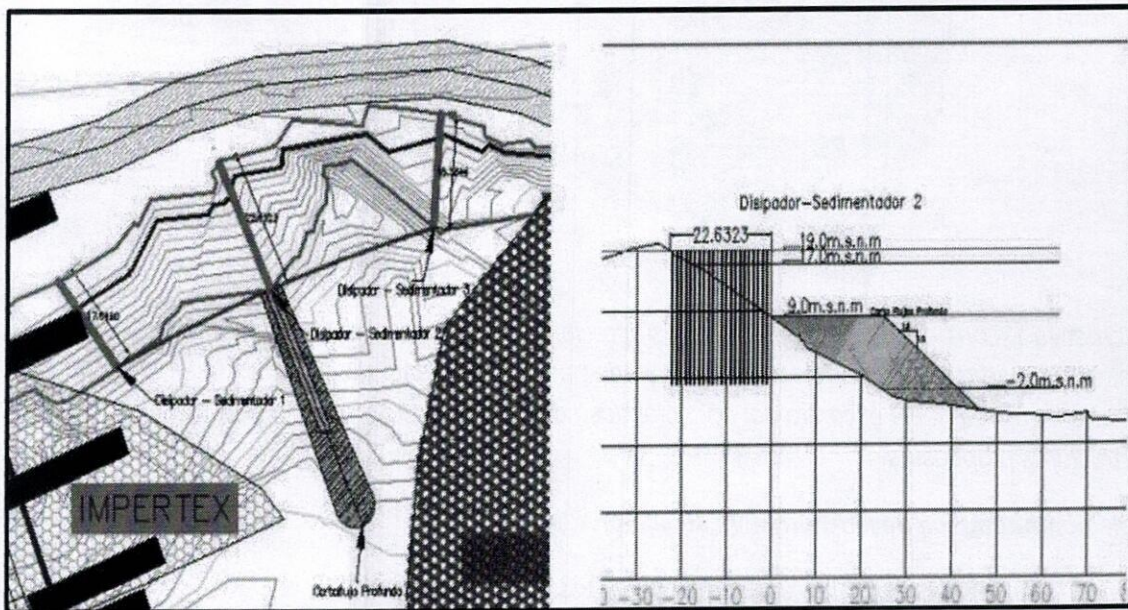 Disipador - Sedimentador 3
Disipador - Sedimentador 2
Disipador - Sedimentador 1
IMPERTEX
Cortaflujo Profundo
Disipador-Sedimentador 2
22.6323
19.0m.s.n.m
17.0m.s.n.m
9.0m.s.n.m
-2.0m.s.n.m
-30 -20 -10 0 10 20 30 40 50 60 70